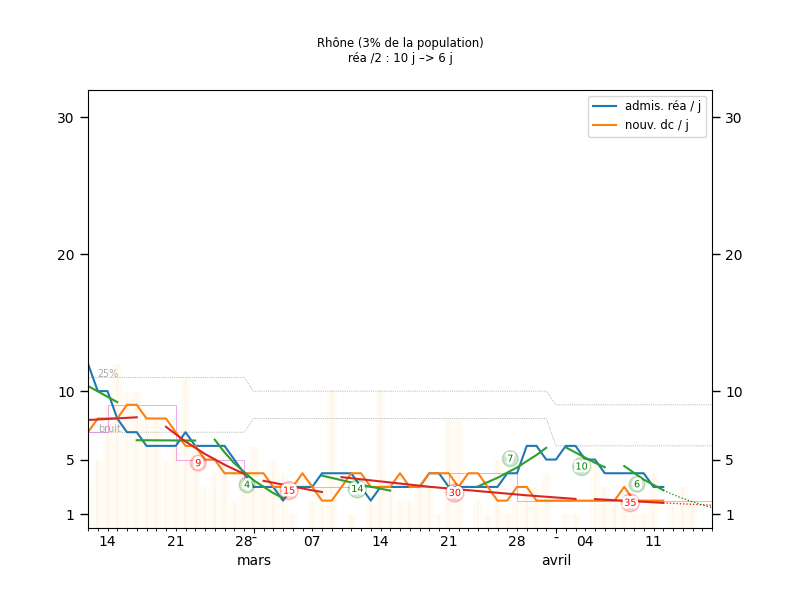 Rhône (3% de la population)
réa /2 : 10 j –> 6 j
admis. réa / j
nouv. dc / j
30 30
20 20
25%
10 10
bruit
7
9
10
5 5
4
15
14
30
6
35
1 1
14 21 28 07 14 21 28 04 11
mars avril